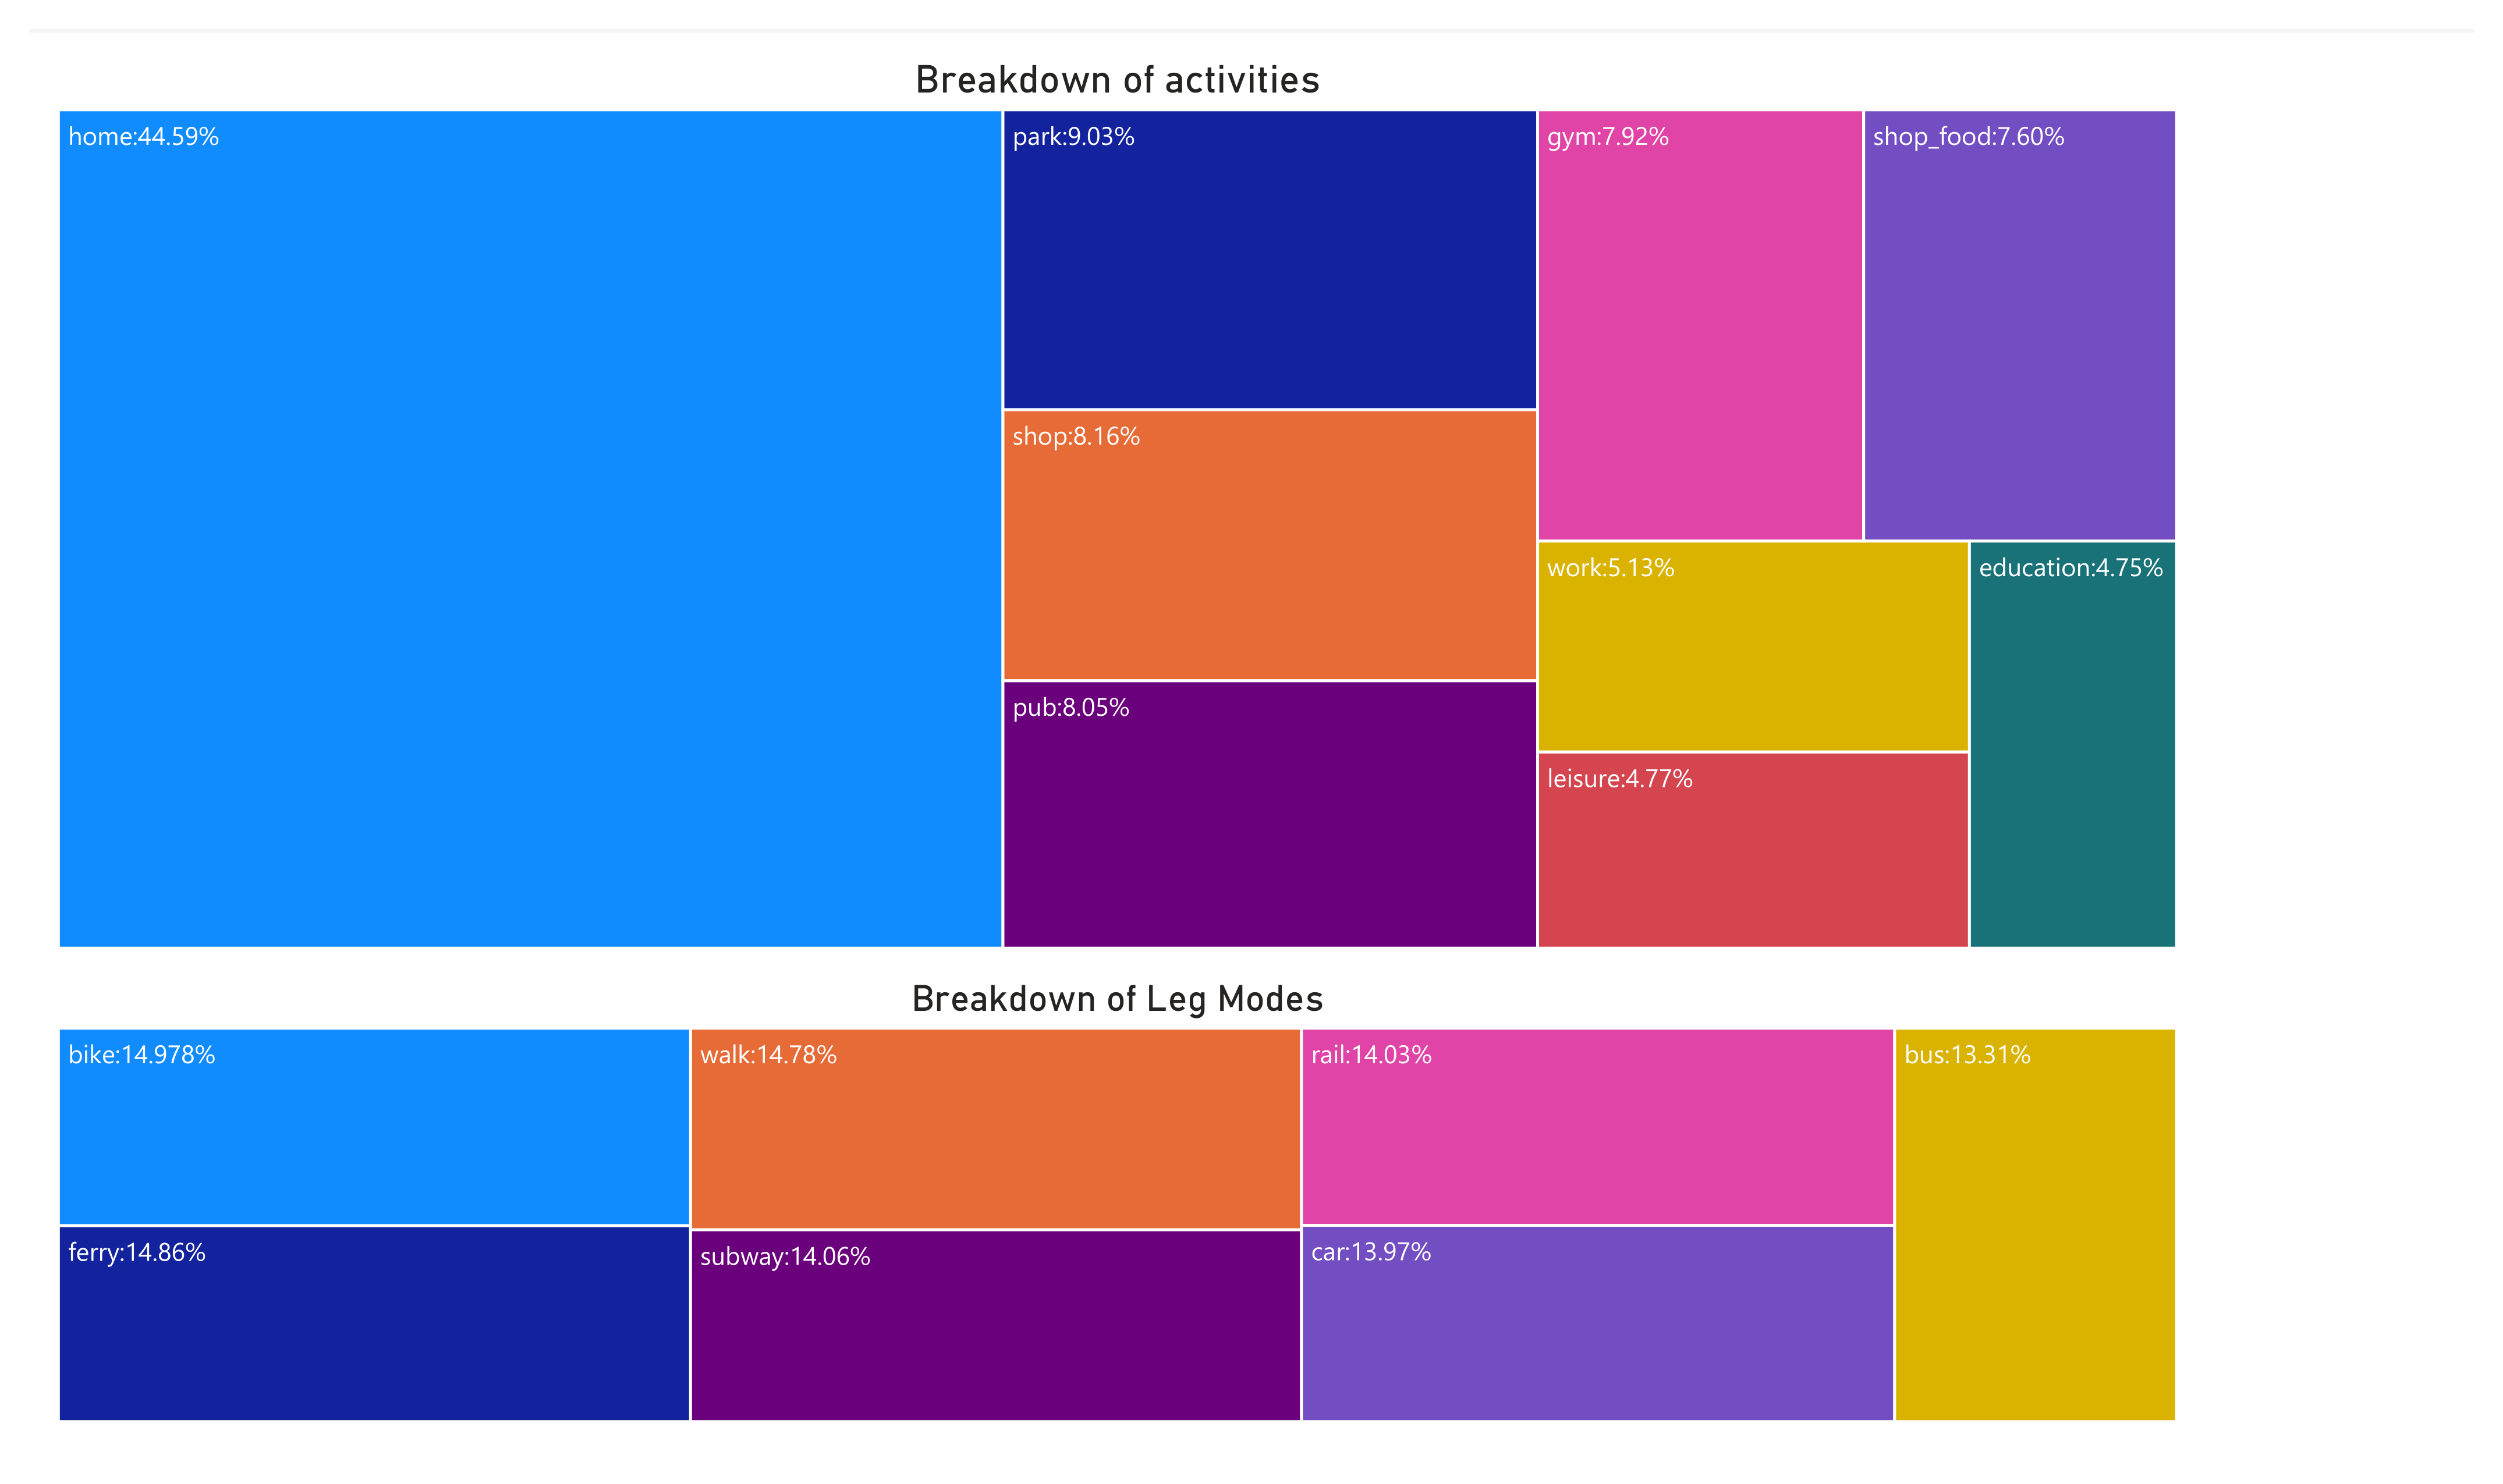 Breakdown of activities
home:44.59%
park:9.03%
gym:7.92%
shop_food:7.60%
shop:8.16%
work:5.13%
education:4.75%
pub:8.05%
leisure:4.77%
Breakdown of Leg Modes
bike:14.978%
walk:14.78%
rail:14.03%
bus:13.31%
ferry:14.86%
subway:14.06%
car:13.97%